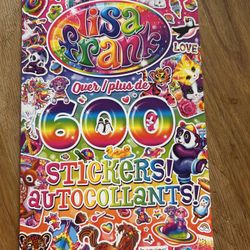 lisa
frank
LOVE
Over / plus de
600
STICKERS!
AUTOCOLLANTS!